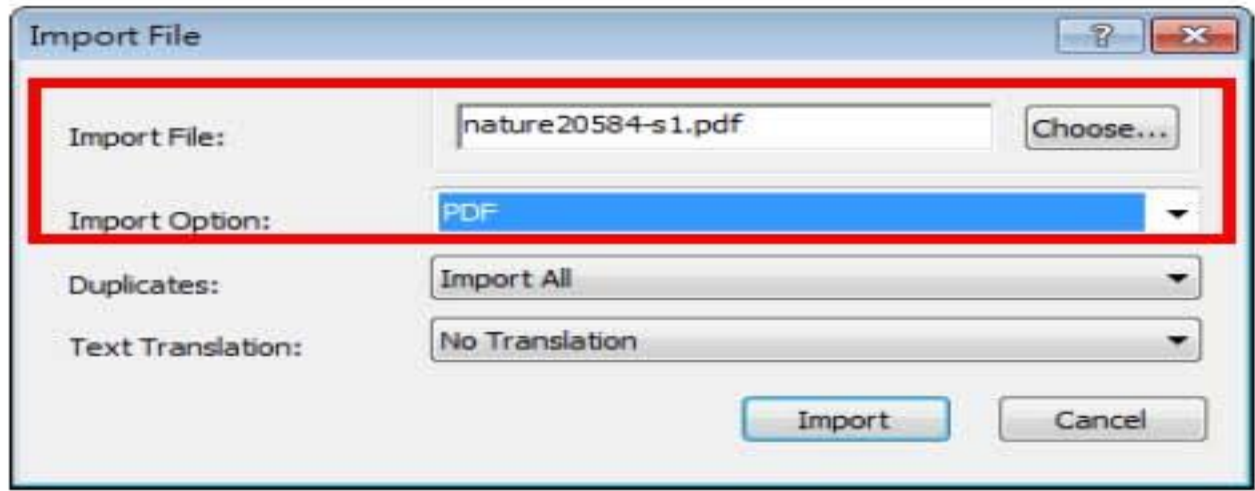 Import File
?
Import File: nature20584-s1.pdf Choose...
Import Option: PDF
Duplicates: Import All
Text Translation: No Translation
Import Cancel